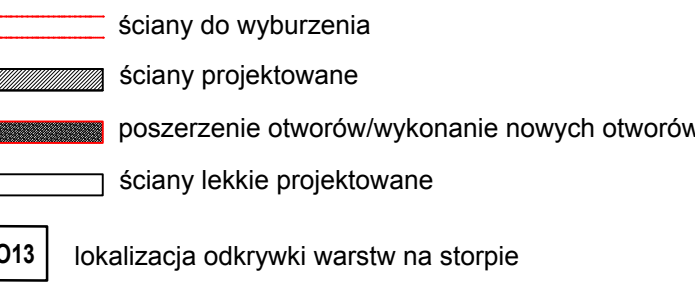 ściany do wyburzenia
ściany projektowane
poszerzenie otworów/wykonanie nowych otworów
ściany lekkie projektowane
O13 lokalizacja odkrywki warstw na storpie